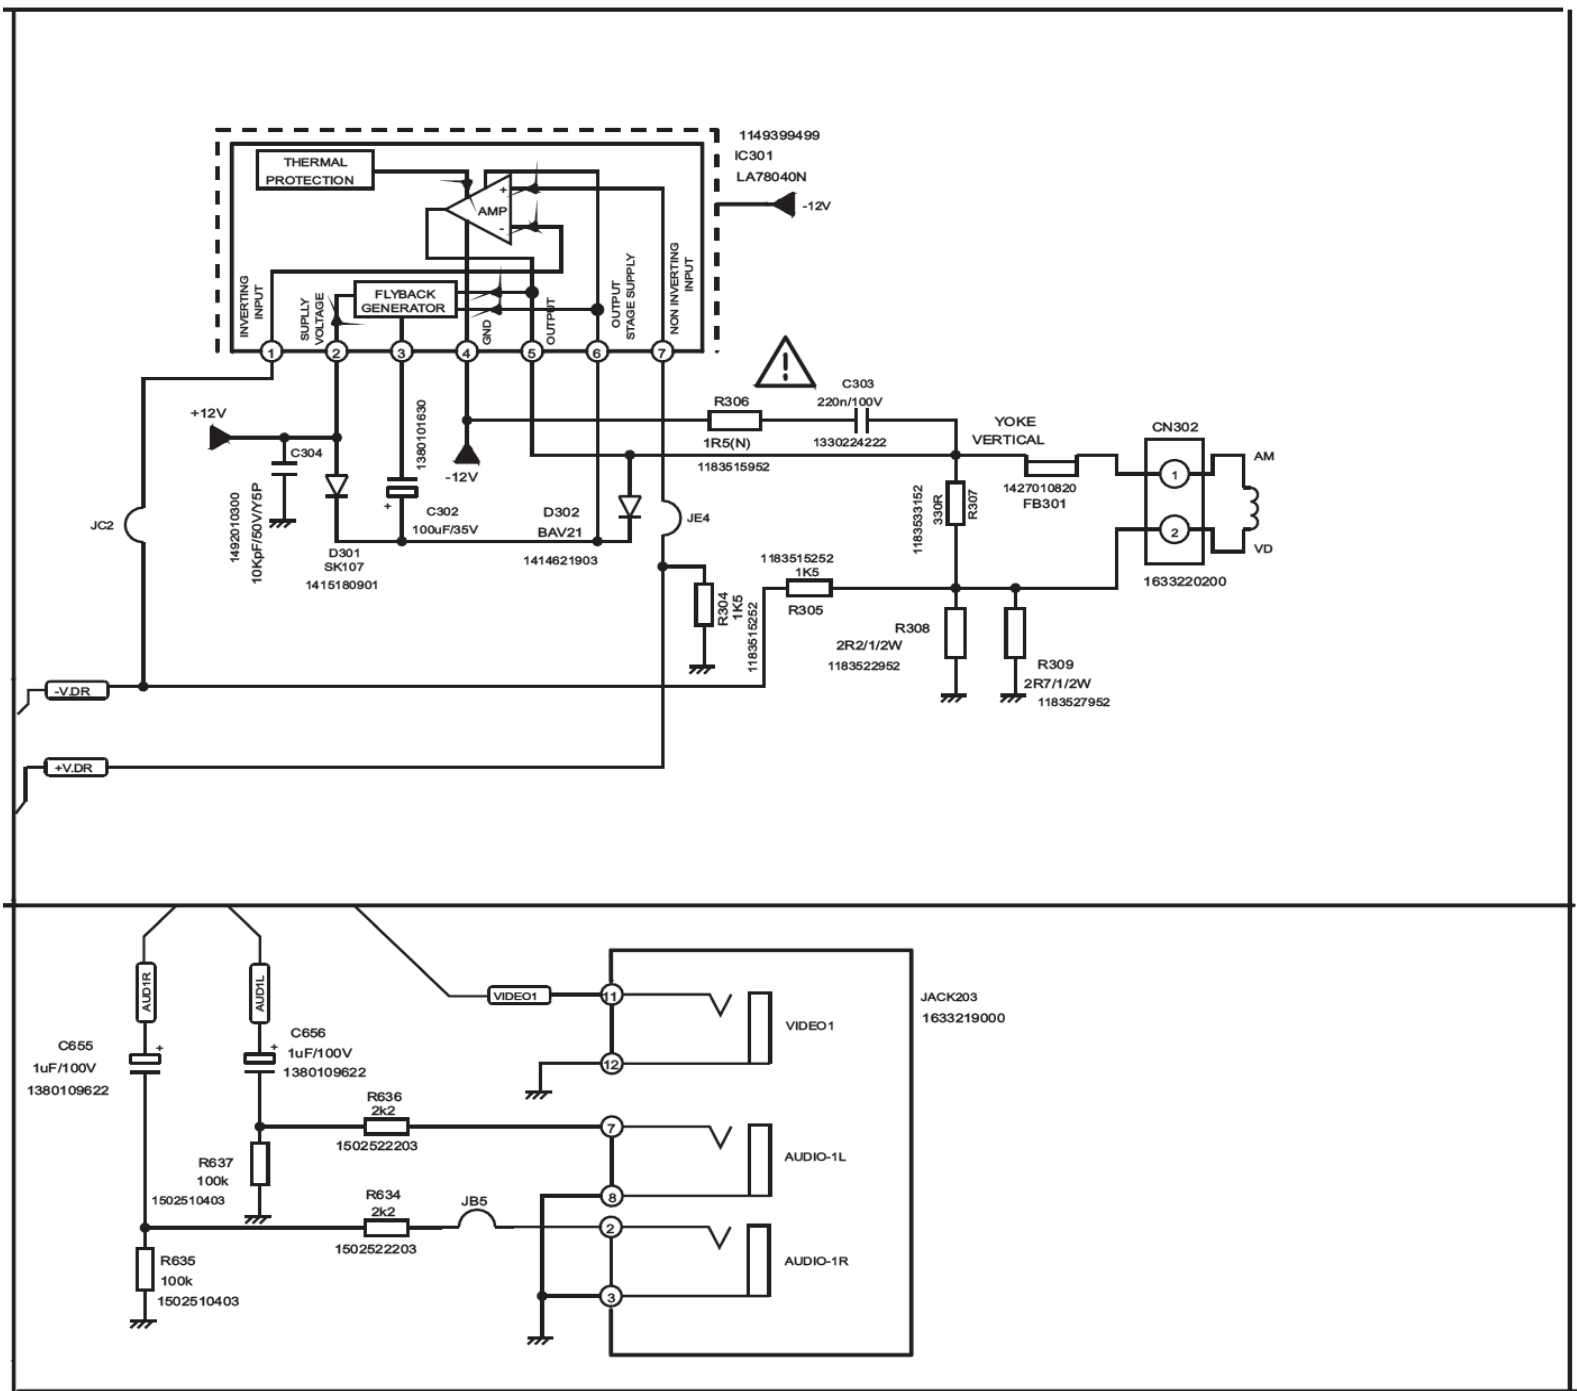 1149399499
IC301
LA78040N
-12V
THERMAL
PROTECTION
AMP
+
-
INVERTING
INPUT
SUPLLY
VOLTAGE
FLYBACK
GENERATOR
GND
OUTPUT
OUTPUT
STAGE SUPPLY
NON INVERTING
INPUT
1
2
3
4
5
6
7
!
+12V
C304
1492010300
10KpF/50V/Y5P
1380101630
-12V
+
C302
100uF/35V
D301
SK107
1415180901
D302
BAV21
1414621903
JC2
JE4
R306
1R5(N)
1183515952
C303
220n/100V
1330224222
YOKE
VERTICAL
1427010820
FB301
CN302
1
2
AM
VD
1633220200
1183533152
330R
R307
1183515252
1K5
R305
R304
1K5
1183515252
R308
2R2/1/2W
1183522952
R309
2R7/1/2W
1183527952
-V.DR
+V.DR
AUD1R
AUD1L
VIDEO1
C655
1uF/100V
1380109622
+
C656
1uF/100V
1380109622
+
R636
2k2
1502522203
R637
100k
1502510403
R634
2k2
1502522203
JB5
R635
100k
1502510403
11
12
7
8
2
3
VIDEO1
AUDIO-1L
AUDIO-1R
JACK203
1633219000